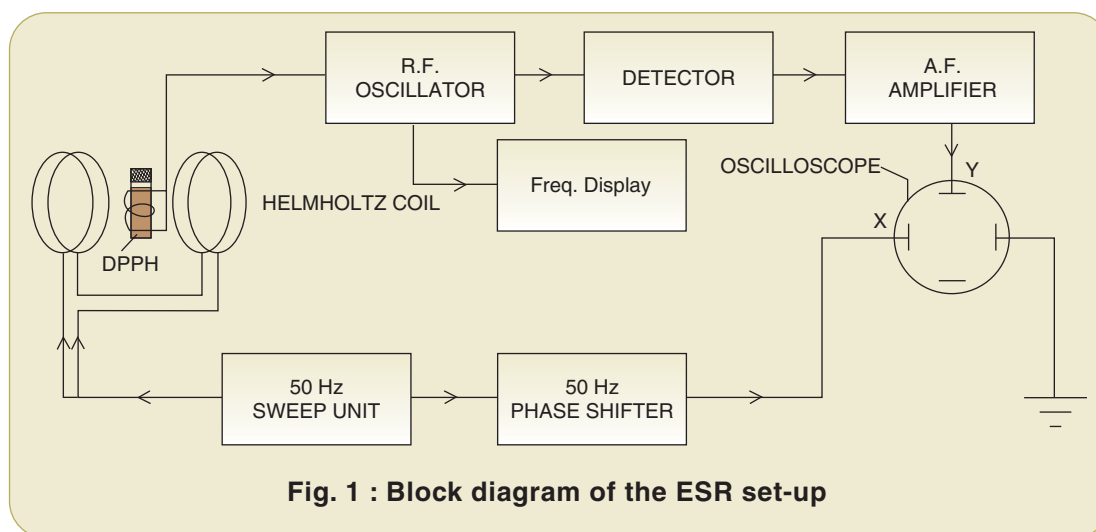 R.F.
OSCILLATOR
DETECTOR
A.F.
AMPLIFIER
Freq. Display
OSCILLOSCOPE
Y
X
HELMHOLTZ COIL
DPPH
50 Hz
SWEEP UNIT
50 Hz
PHASE SHIFTER
Fig. 1 : Block diagram of the ESR set-up